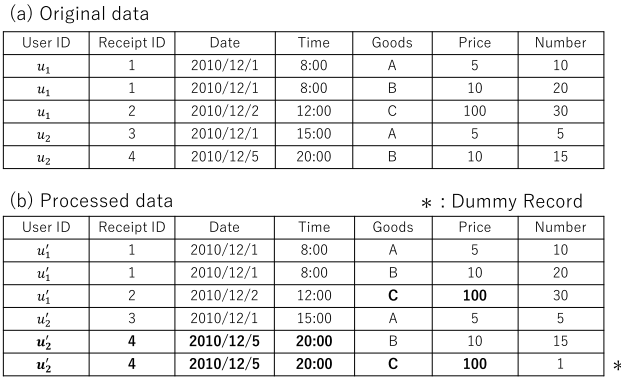 (a) Original data
User ID Receipt ID Date Time Goods Price Number
u₁ 1 2010/12/1 8:00 A 5 10
u₁ 1 2010/12/1 8:00 B 10 20
u₁ 2 2010/12/2 12:00 C 100 30
u₂ 3 2010/12/1 15:00 A 5 5
u₂ 4 2010/12/5 20:00 B 10 15
(b) Processed data * : Dummy Record
User ID Receipt ID Date Time Goods Price Number
u′₁ 1 2010/12/1 8:00 A 5 10
u′₁ 1 2010/12/1 8:00 B 10 20
u′₁ 2 2010/12/2 12:00 C 100 30
u′₂ 3 2010/12/1 15:00 A 5 5
u′₂ 4 2010/12/5 20:00 B 10 15
u′₂ 4 2010/12/5 20:00 C 100 1 *